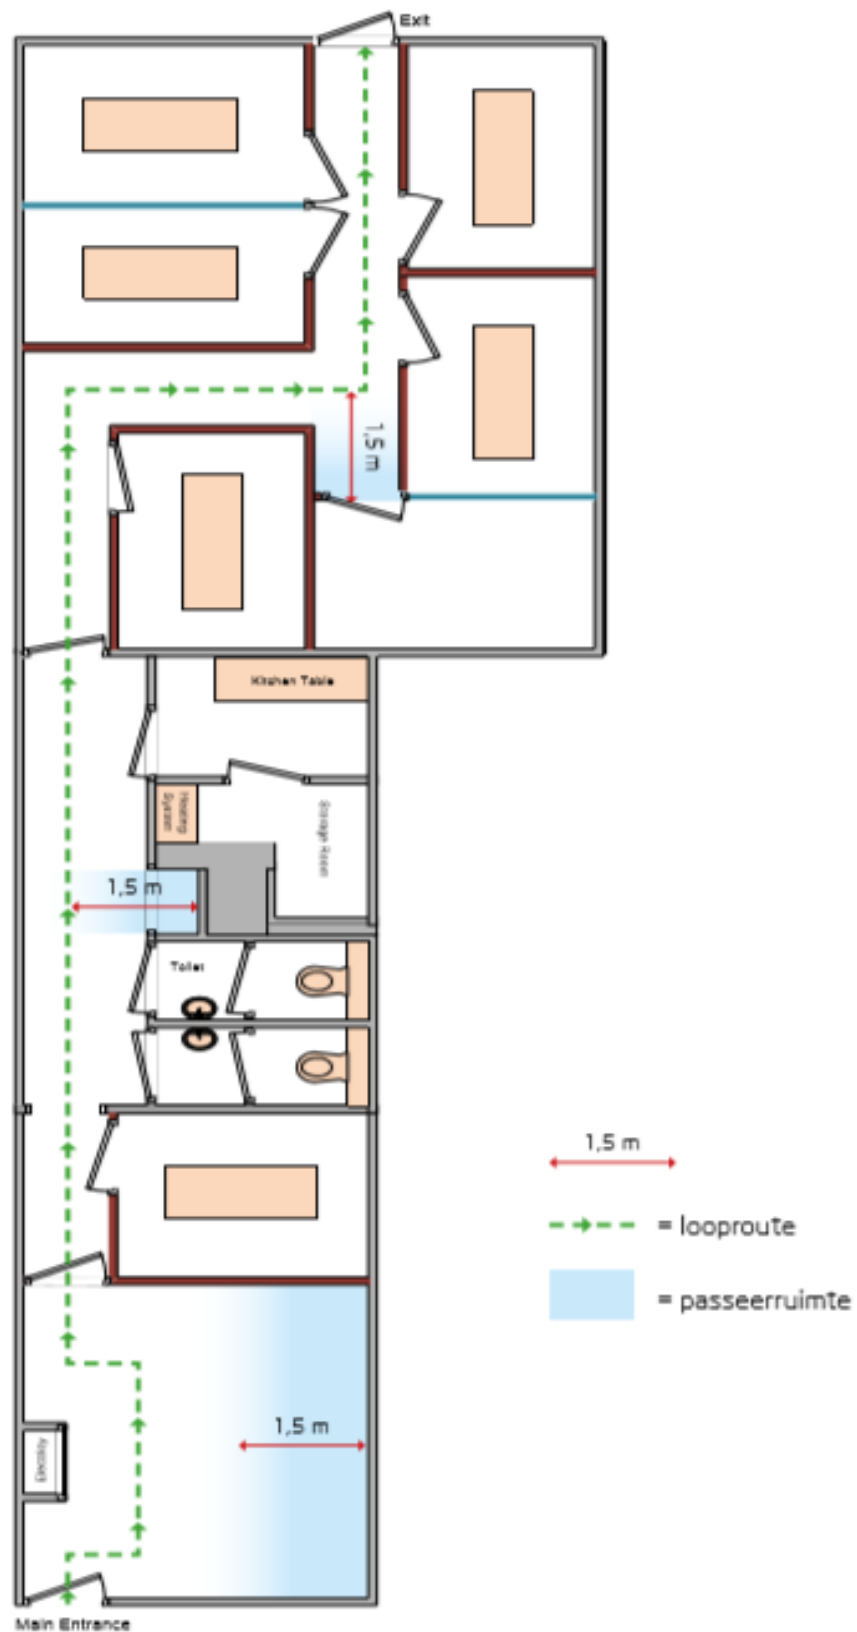 Exit
1,5 m
Kitchen Table
Heating
System
Storage Room
1,5 m
Toilet
1,5 m
= looproute
= passeerruimte
1,5 m
Electricity
Main Entrance